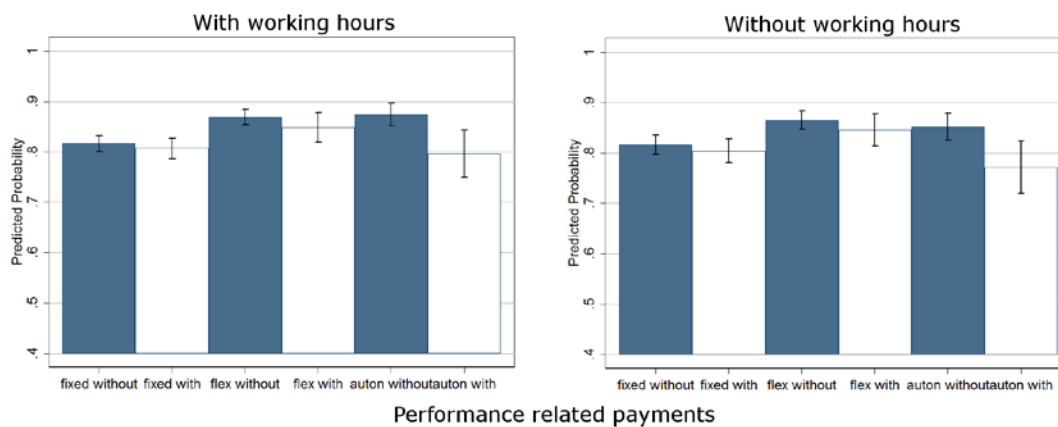 With working hours
Predicted Probability
1
.9
.8
.7
.6
.5
.4
fixed without fixed with flex without flex with auton without auton with
Without working hours
Predicted Probability
1
.9
.8
.7
.6
.5
.4
fixed without fixed with flex without flex with auton without auton with
Performance related payments